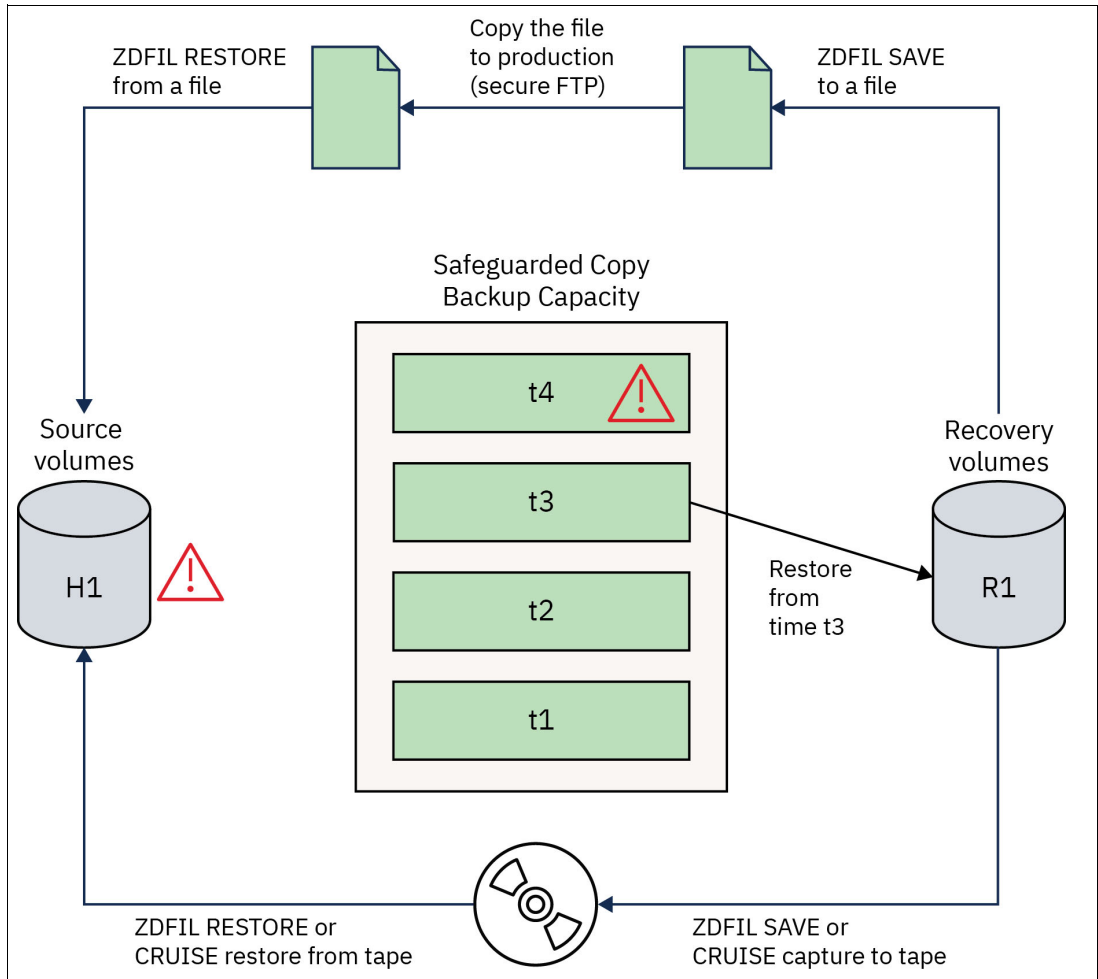 ZDFIL RESTORE
from a file
Copy the file
to production
(secure FTP)
ZDFIL SAVE
to a file
Safeguarded Copy
Backup Capacity
t4
t3
t2
t1
Source
volumes
H1
Recovery
volumes
R1
Restore
from
time t3
ZDFIL RESTORE or
CRUISE restore from tape
ZDFIL SAVE or
CRUISE capture to tape